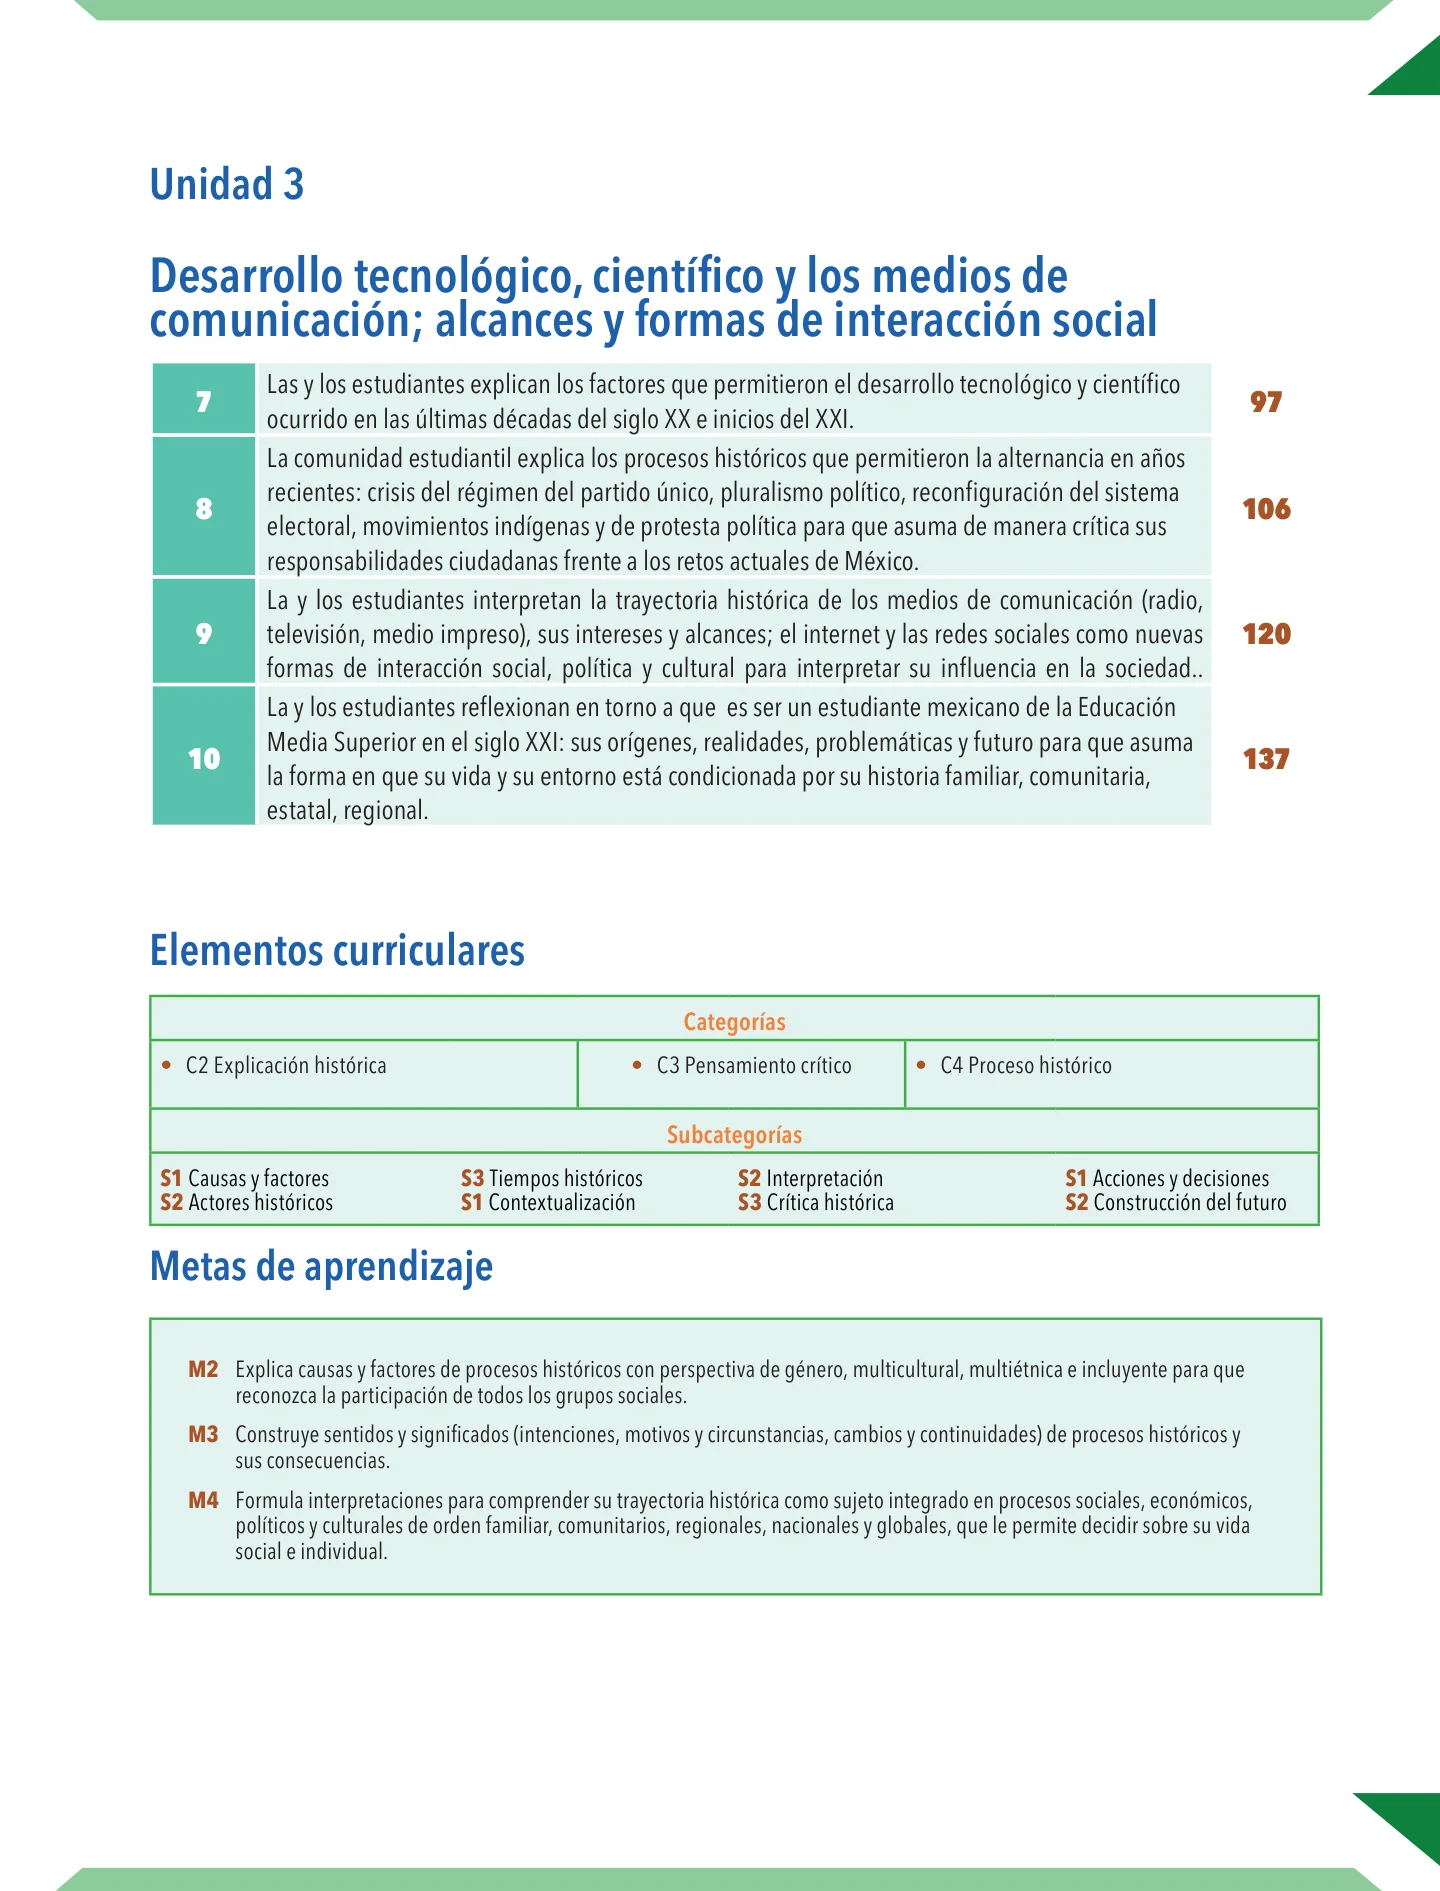 Unidad 3
Desarrollo tecnológico, científico y los medios de
comunicación; alcances y formas de interacción social
7
Las y los estudiantes explican los factores que permitieron el desarrollo tecnológico y científico
ocurrido en las últimas décadas del siglo XX e inicios del XXI.
97
8
La comunidad estudiantil explica los procesos históricos que permitieron la alternancia en años
recientes: crisis del régimen del partido único, pluralismo político, reconfiguración del sistema
electoral, movimientos indígenas y de protesta política para que asuma de manera crítica sus
responsabilidades ciudadanas frente a los retos actuales de México.
106
9
La y los estudiantes interpretan la trayectoria histórica de los medios de comunicación (radio,
televisión, medio impreso), sus intereses y alcances; el internet y las redes sociales como nuevas
formas de interacción social, política y cultural para interpretar su influencia en la sociedad..
120
10
La y los estudiantes reflexionan en torno a que es ser un estudiante mexicano de la Educación
Media Superior en el siglo XXI: sus orígenes, realidades, problemáticas y futuro para que asuma
la forma en que su vida y su entorno está condicionada por su historia familiar, comunitaria,
estatal, regional.
137
Elementos curriculares
Categorías
• C2 Explicación histórica
• C3 Pensamiento crítico
• C4 Proceso histórico
Subcategorías
S1 Causas y factores
S2 Actores históricos
S3 Tiempos históricos
S1 Contextualización
S2 Interpretación
S3 Crítica histórica
S1 Acciones y decisiones
S2 Construcción del futuro
Metas de aprendizaje
M2 Explica causas y factores de procesos históricos con perspectiva de género, multicultural, multiétnica e incluyente para que
reconozca la participación de todos los grupos sociales.
M3 Construye sentidos y significados (intenciones, motivos y circunstancias, cambios y continuidades) de procesos históricos y
sus consecuencias.
M4 Formula interpretaciones para comprender su trayectoria histórica como sujeto integrado en procesos sociales, económicos,
políticos y culturales de orden familiar, comunitarios, regionales, nacionales y globales, que le permite decidir sobre su vida
social e individual.